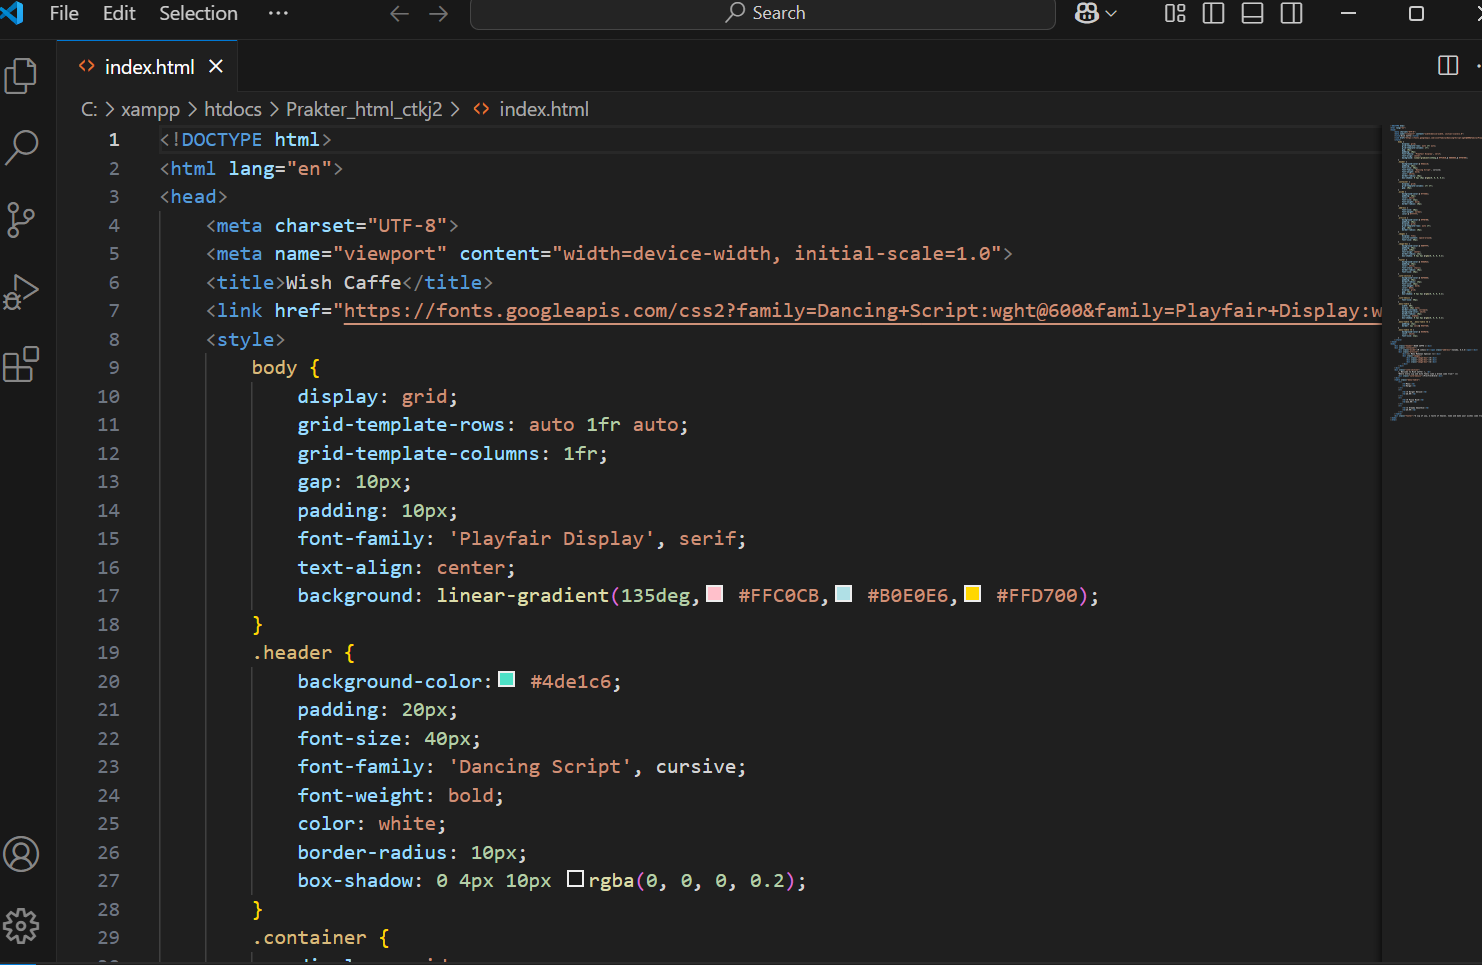 File Edit Selection ··· Search
index.html
C: > xampp > htdocs > Prakter_html_ctkj2 > <> index.html
1 <!DOCTYPE html>
2 <html lang="en">
3 <head>
4 <meta charset="UTF-8">
5 <meta name="viewport" content="width=device-width, initial-scale=1.0">
6 <title>Wish Caffe</title>
7 <link href="https://fonts.googleapis.com/css2?family=Dancing+Script:wght@600&family=Playfair+Display:w
8 <style>
9 body {
10 display: grid;
11 grid-template-rows: auto 1fr auto;
12 grid-template-columns: 1fr;
13 gap: 10px;
14 padding: 10px;
15 font-family: 'Playfair Display', serif;
16 text-align: center;
17 background: linear-gradient(135deg, #FFC0CB, #B0E0E6, #FFD700);
18 }
19 .header {
20 background-color: #4de1c6;
21 padding: 20px;
22 font-size: 40px;
23 font-family: 'Dancing Script', cursive;
24 font-weight: bold;
25 color: white;
26 border-radius: 10px;
27 box-shadow: 0 4px 10px rgba(0, 0, 0, 0.2);
28 }
29 .container {